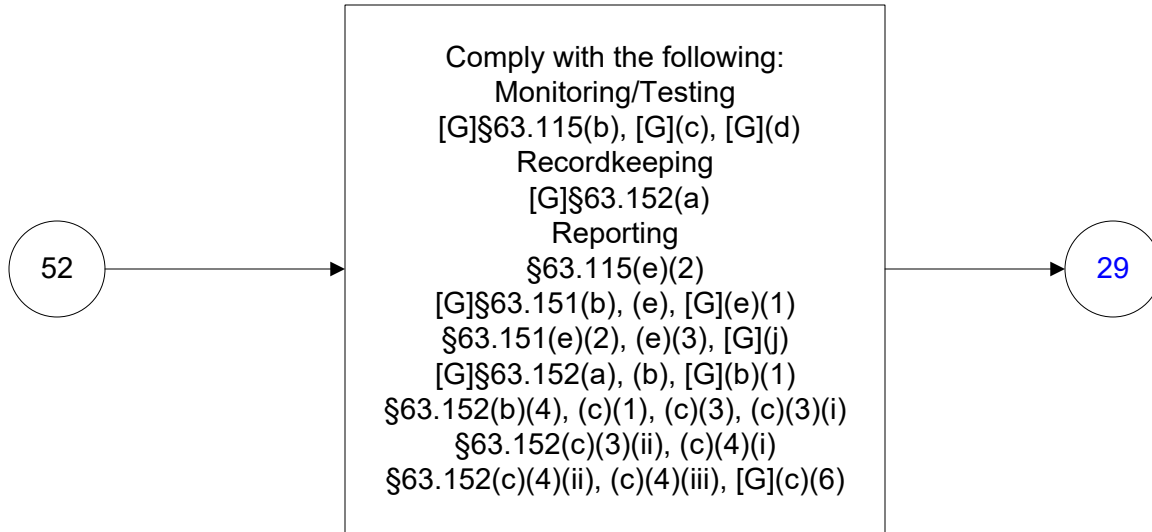 Comply with the following:
Monitoring/Testing
[G]§63.115(b), [G](c), [G](d)
Recordkeeping
[G]§63.152(a)
Reporting
§63.115(e)(2)
[G]§63.151(b), (e), [G](e)(1)
§63.151(e)(2), (e)(3), [G](j)
[G]§63.152(a), (b), [G](b)(1)
§63.152(b)(4), (c)(1), (c)(3), (c)(3)(i)
§63.152(c)(3)(ii), (c)(4)(i)
§63.152(c)(4)(ii), (c)(4)(iii), [G](c)(6)
52
29